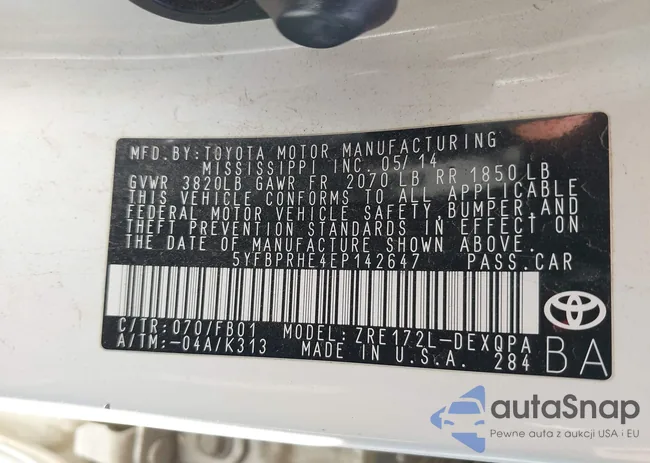 MFD.BY:TOYOTA MOTOR MANUFACTURING
MISSISSIPPI INC. 05/14
GVWR 3820LB GAWR FR 2070 LB RR 1850 LB
THIS VEHICLE CONFORMS TO ALL APPLICABLE
FEDERAL MOTOR VEHICLE SAFETY,BUMPER,AND
THEFT PREVENTION STANDARDS IN EFFECT ON
THE DATE OF MANUFACTURE SHOWN ABOVE.
5YFBPRHE4EP142647 PASS.CAR
C/TR:070/FB01 MODEL:ZRE172L-DEXQPA
A/TM:-04A/K313 MADE IN U.S.A. 284
BA
autaSnap
Pewne auta z aukcji USA i EU